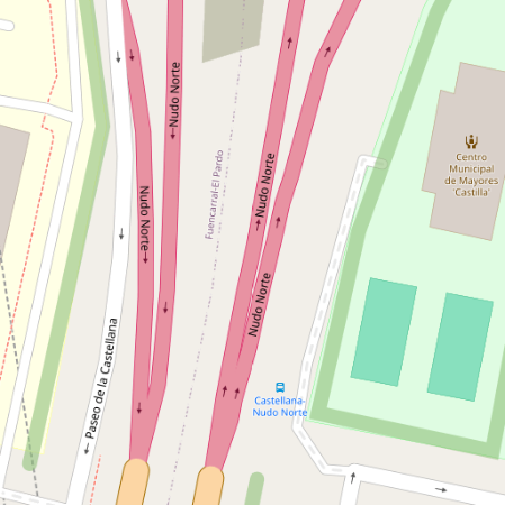 Nudo Norte
Fuencarral-El Pardo
Nudo Norte
Nudo Norte
Nudo Norte
Paseo de la Castellana
Centro
Municipal
de Mayores
'Castilla'
Castellana-
Nudo Norte